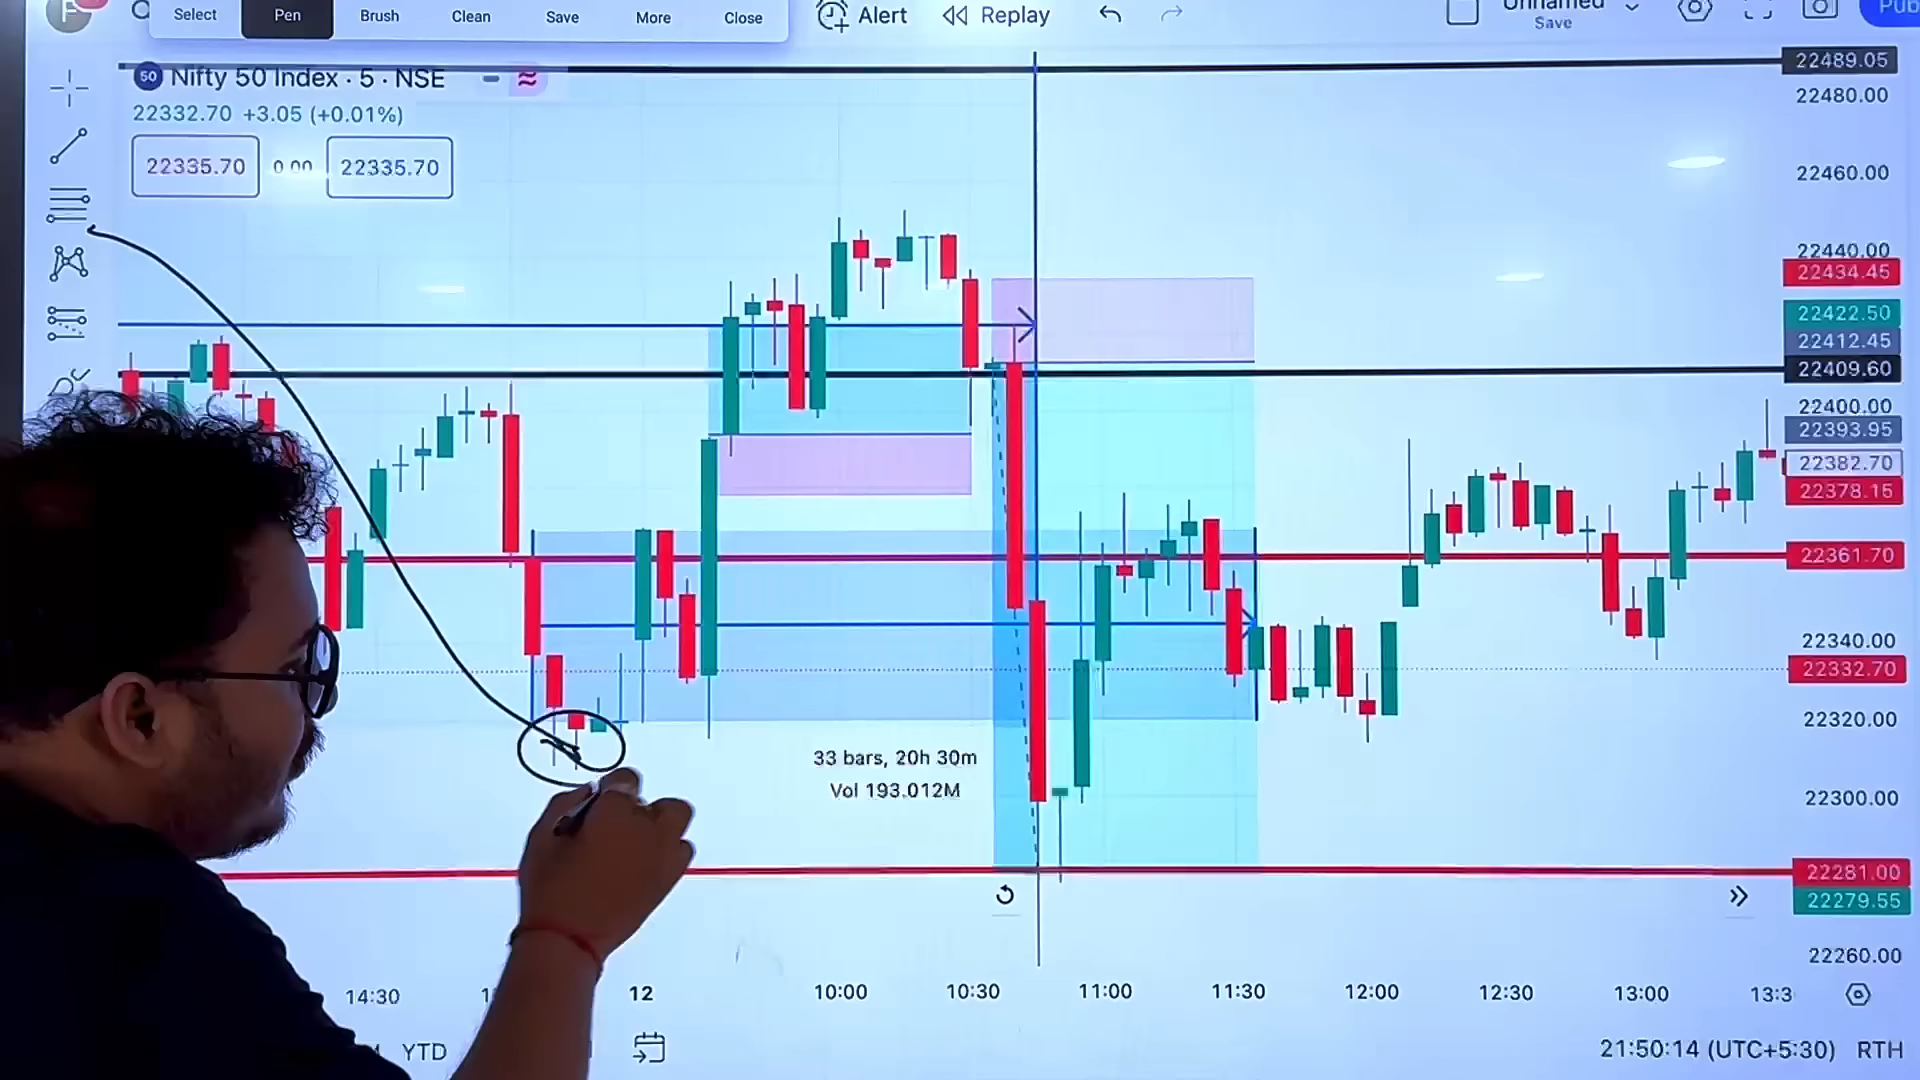 Select Pen Brush Clean Save More Close
Alert Replay
Save
50 Nifty 50 Index · 5 · NSE
22332.70 +3.05 (+0.01%)
22335.70 0.00 22335.70
22489.05
22480.00
22460.00
22440.00
22434.45
22422.50
22412.45
22409.60
22400.00
22393.95
22382.70
22378.15
22361.70
22340.00
22332.70
22320.00
22300.00
22281.00
22279.55
22260.00
33 bars, 20h 30m
Vol 193.012M
14:30 12 10:00 10:30 11:00 11:30 12:00 12:30 13:00 13:3
YTD
21:50:14 (UTC+5:30) RTH